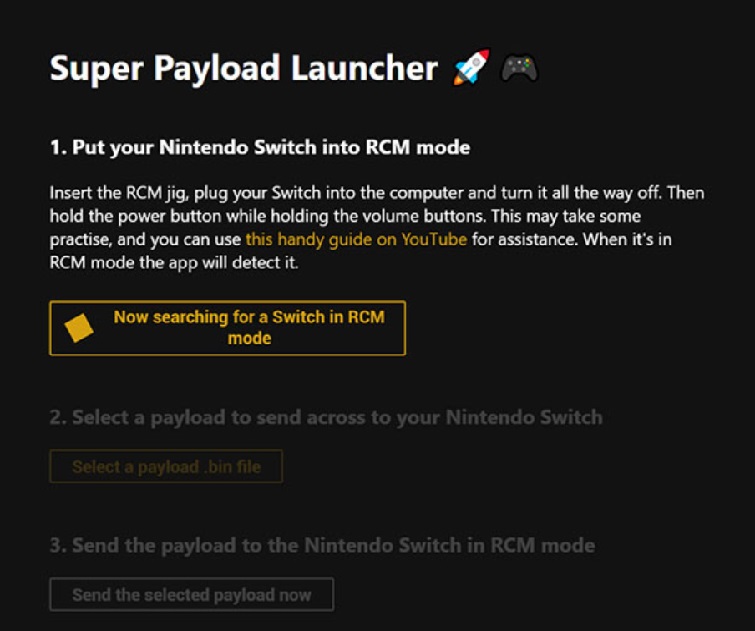 Super Payload Launcher 🚀 🎮
1. Put your Nintendo Switch into RCM mode
Insert the RCM jig, plug your Switch into the computer and turn it all the way off. Then
hold the power button while holding the volume buttons. This may take some
practise, and you can use this handy guide on YouTube for assistance. When it's in
RCM mode the app will detect it.
Now searching for a Switch in RCM
mode
2. Select a payload to send across to your Nintendo Switch
Select a payload .bin file
3. Send the payload to the Nintendo Switch in RCM mode
Send the selected payload now